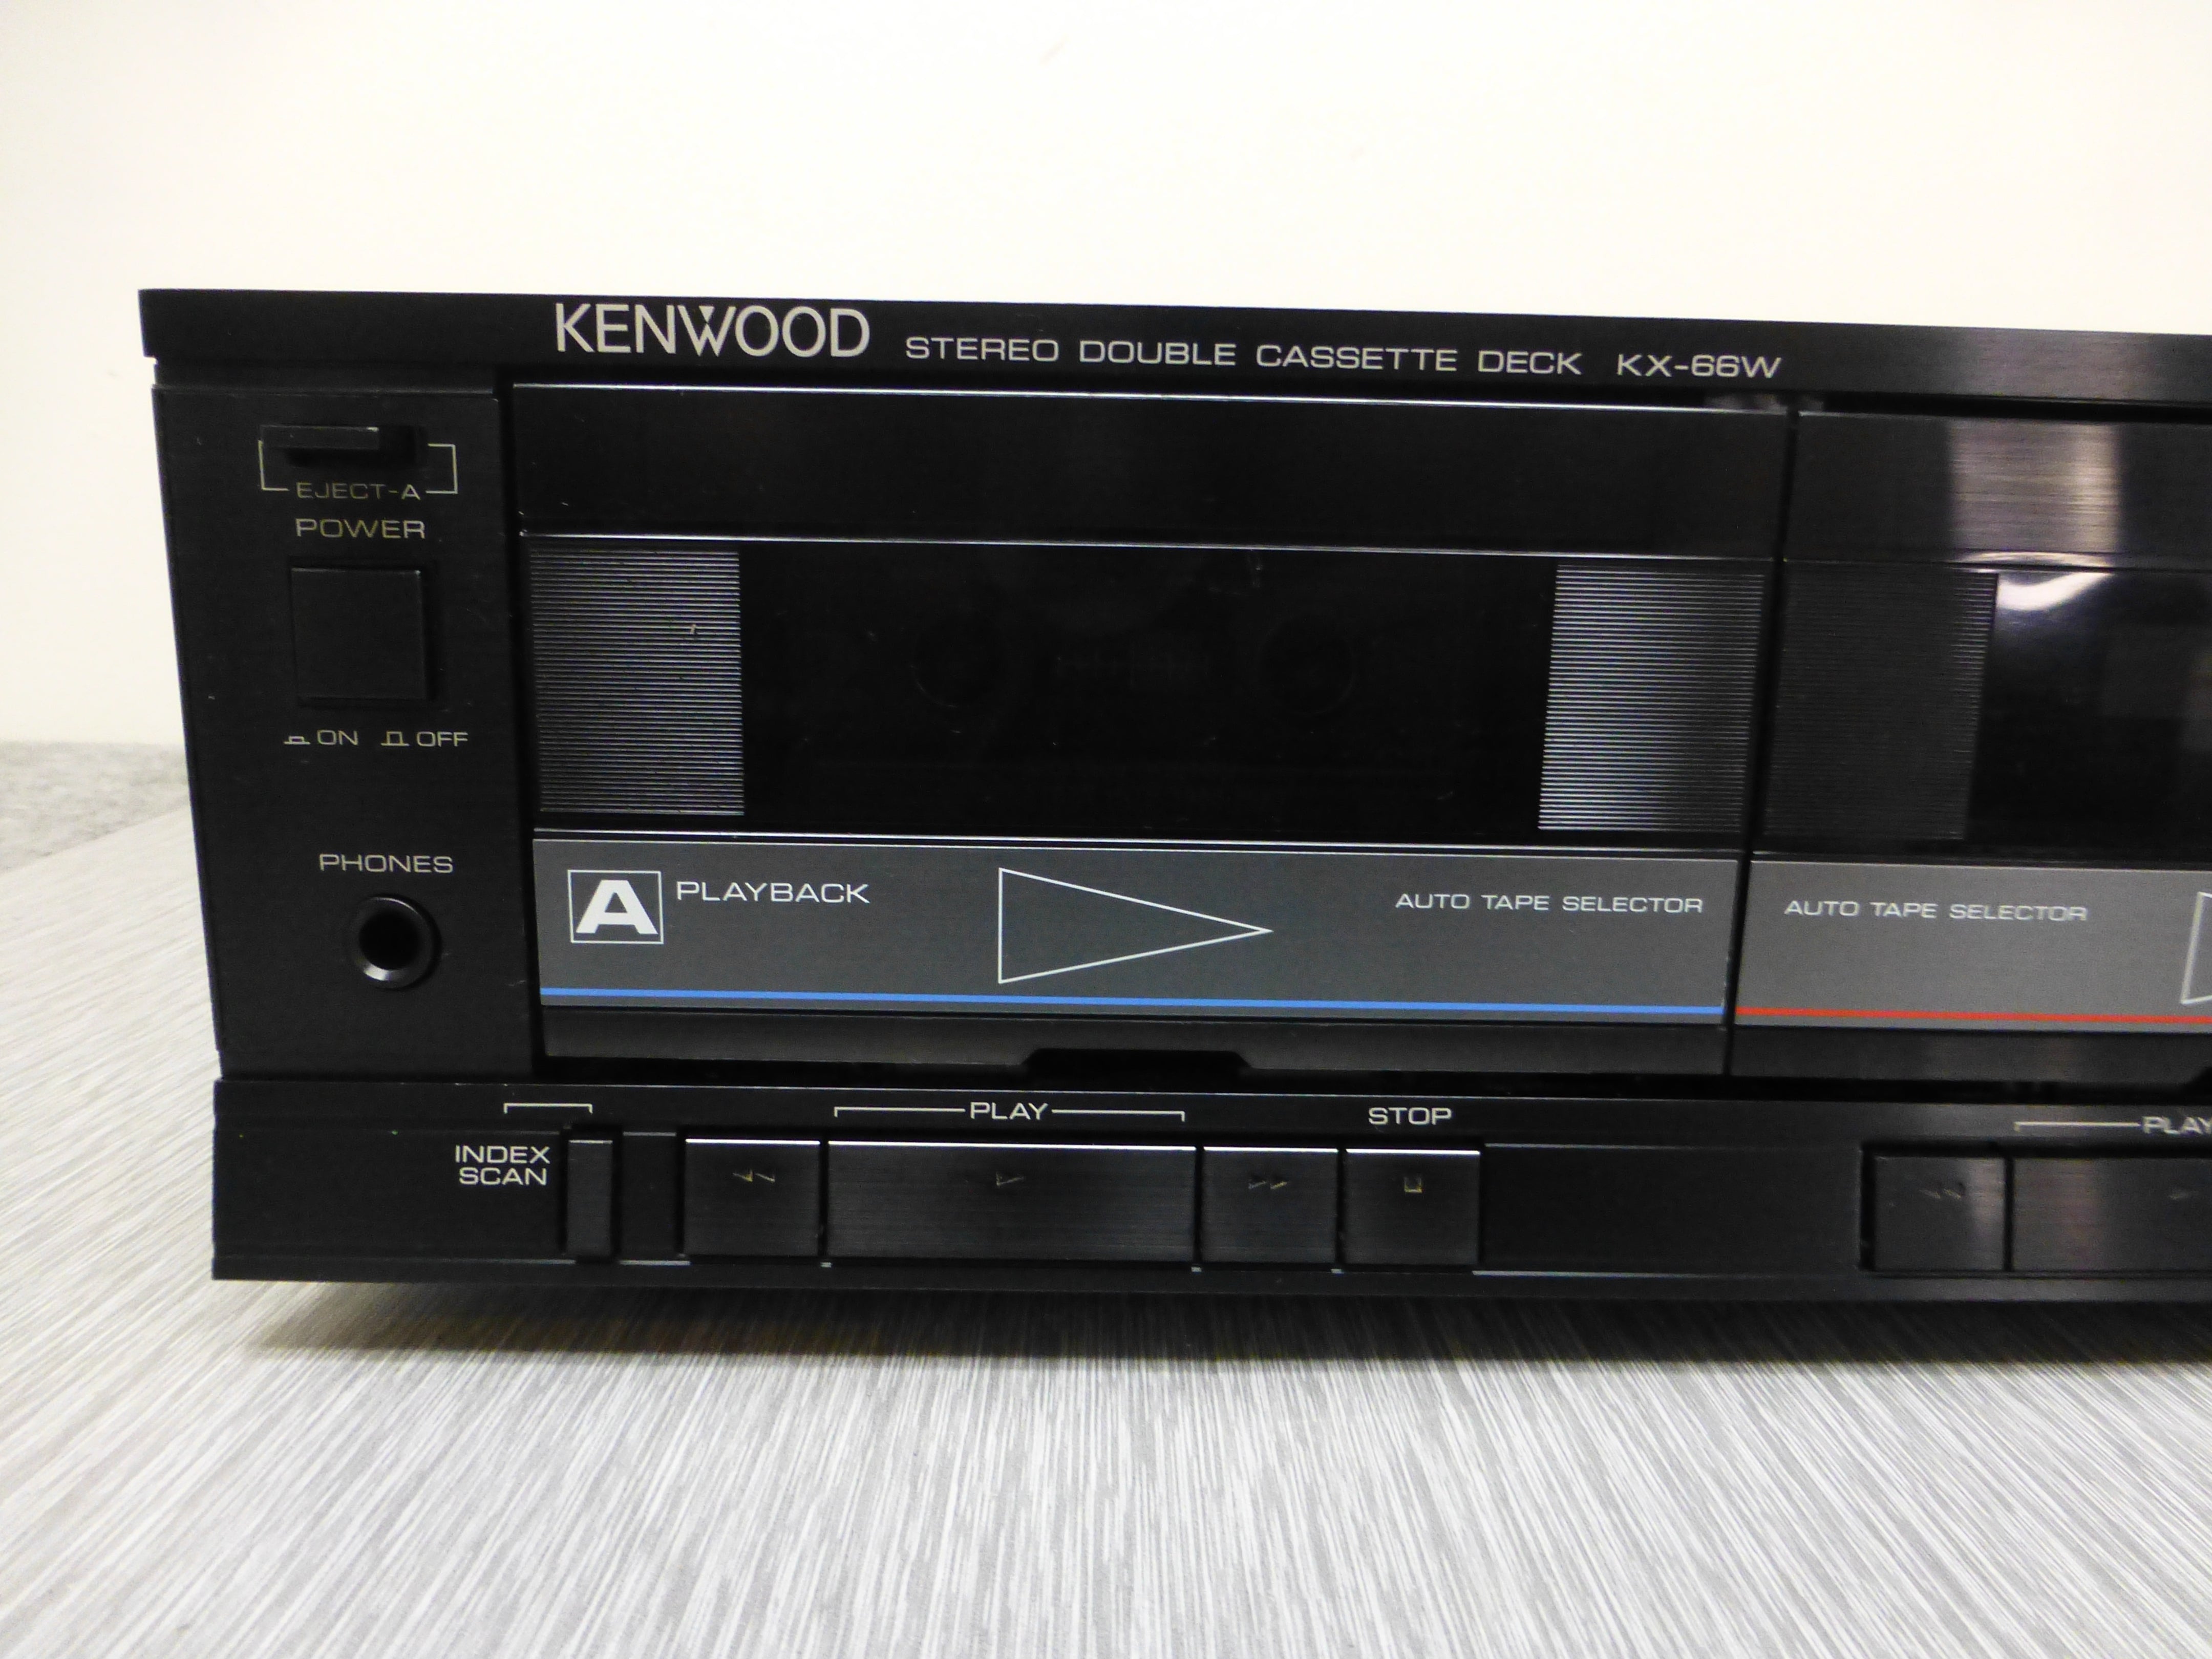 KENWOOD STEREO DOUBLE CASSETTE DECK KX-66W
EJECT-A
POWER
ON OFF
PHONES
A PLAYBACK
AUTO TAPE SELECTOR
AUTO TAPE SELECTOR
INDEX
SCAN
PLAY
STOP
PLAY